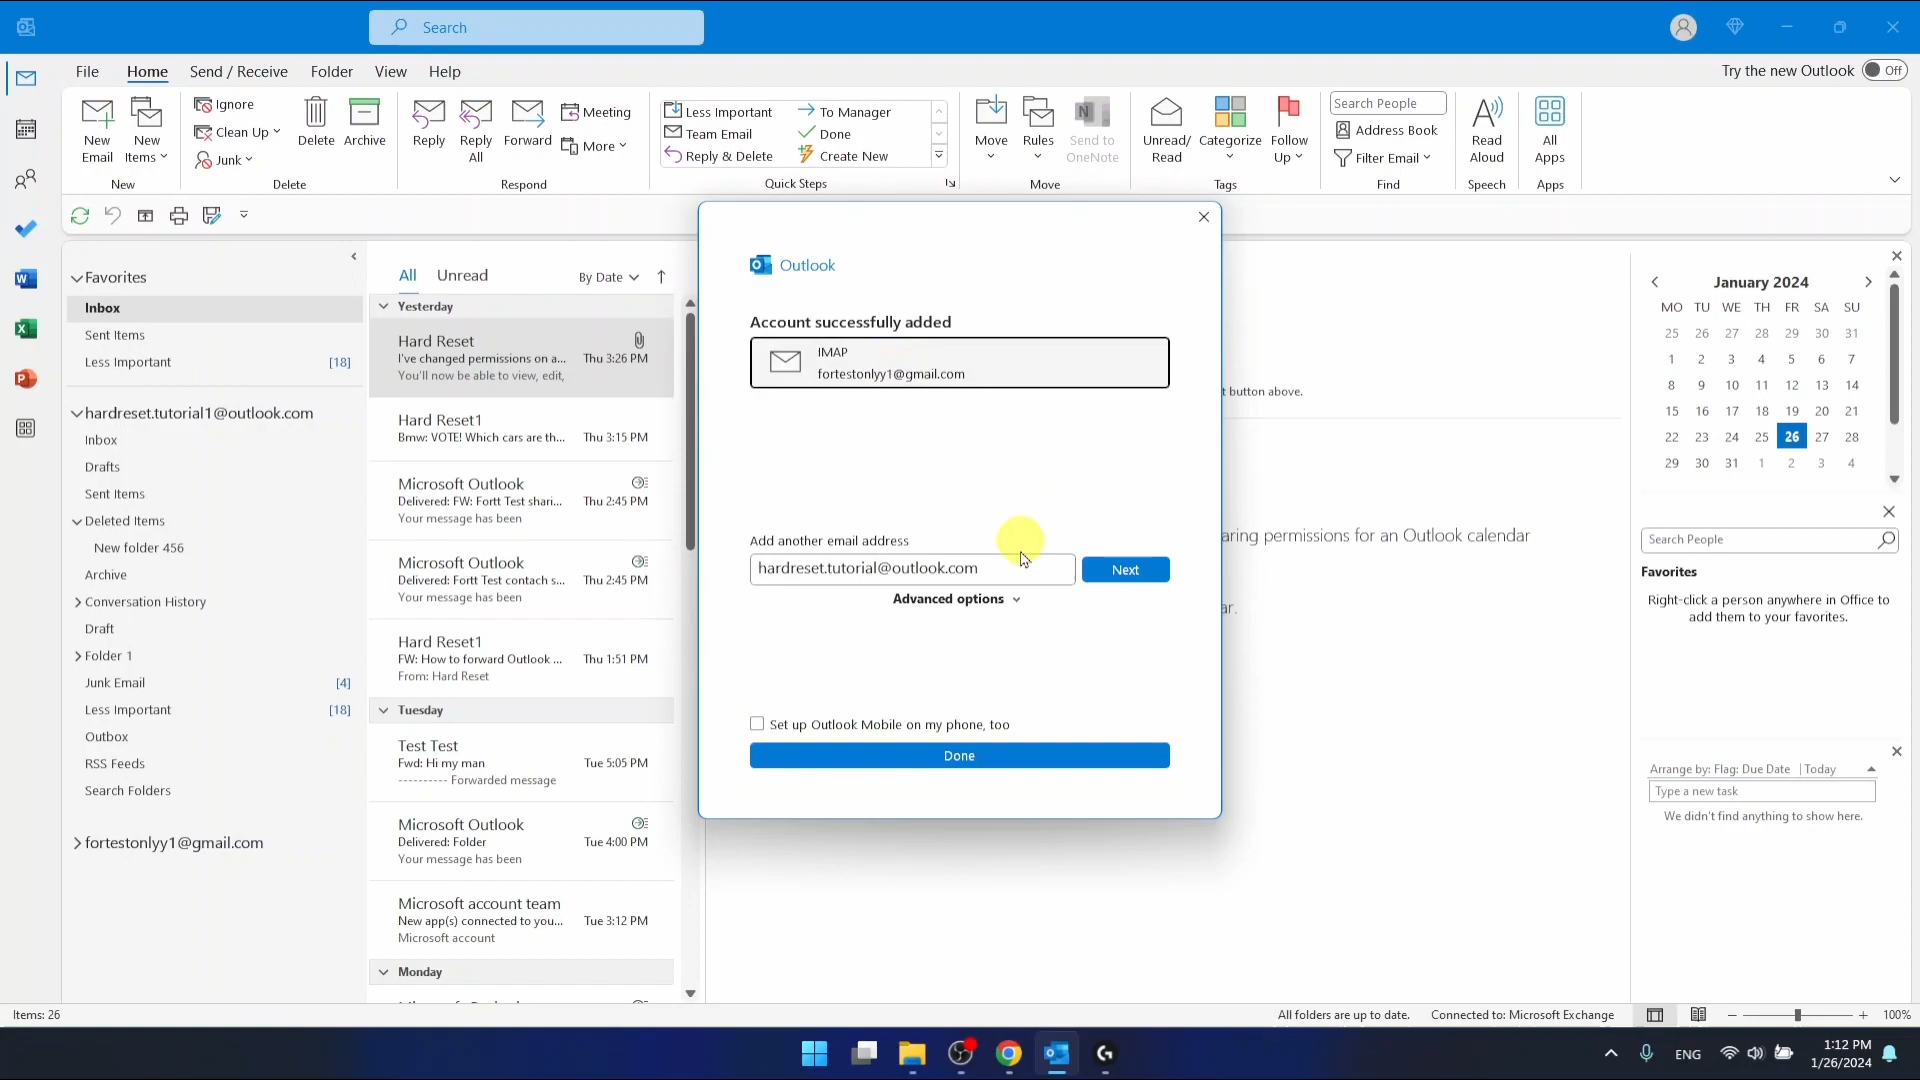 Search
File Home Send / Receive Folder View Help
Try the new Outlook Off
New Email
New Items
New
Ignore
Clean Up
Junk
Delete
Archive
Delete
Reply
Reply All
Forward
Meeting
More
Respond
Less Important
To Manager
Team Email
Done
Reply & Delete
Create New
Quick Steps
Move
Rules
Send to OneNote
N
Move
Unread/ Read
Categorize
Follow Up
Tags
Search People
Address Book
Filter Email
Find
Read Aloud
Speech
All Apps
Apps
Favorites
Inbox
Sent Items
Less Important [18]
hardreset.tutorial1@outlook.com
Inbox
Drafts
Sent Items
Deleted Items
New folder 456
Archive
Conversation History
Draft
Folder 1
Junk Email [4]
Less Important [18]
Outbox
RSS Feeds
Search Folders
fortestonlyy1@gmail.com
All Unread By Date
Yesterday
Hard Reset
I've changed permissions on a... Thu 3:26 PM
You'll now be able to view, edit,
Hard Reset1
Bmw: VOTE! Which cars are th... Thu 3:15 PM
Microsoft Outlook
Delivered: FW: Fortt Test shari... Thu 2:45 PM
Your message has been
Microsoft Outlook
Delivered: Fortt Test contach s... Thu 2:45 PM
Your message has been
Hard Reset1
FW: How to forward Outlook ... Thu 1:51 PM
From: Hard Reset
Tuesday
Test Test
Fwd: Hi my man Tue 5:05 PM
---------- Forwarded message
Microsoft Outlook
Delivered: Folder Tue 4:00 PM
Your message has been
Microsoft account team
New app(s) connected to you... Tue 3:12 PM
Microsoft account
Monday
Outlook
Account successfully added
IMAP
fortestonlyy1@gmail.com
Add another email address
hardreset.tutorial@outlook.com
Next
Advanced options
Set up Outlook Mobile on my phone, too
Done
t button above.
aring permissions for an Outlook calendar
ar.
January 2024
MO TU WE TH FR SA SU
25 26 27 28 29 30 31
1 2 3 4 5 6 7
8 9 10 11 12 13 14
15 16 17 18 19 20 21
22 23 24 25 26 27 28
29 30 31 1 2 3 4
Search People
Favorites
Right-click a person anywhere in Office to
add them to your favorites.
Arrange by: Flag: Due Date | Today
Type a new task
We didn't find anything to show here.
Items: 26
All folders are up to date. Connected to: Microsoft Exchange
100%
ENG
1:12 PM
1/26/2024